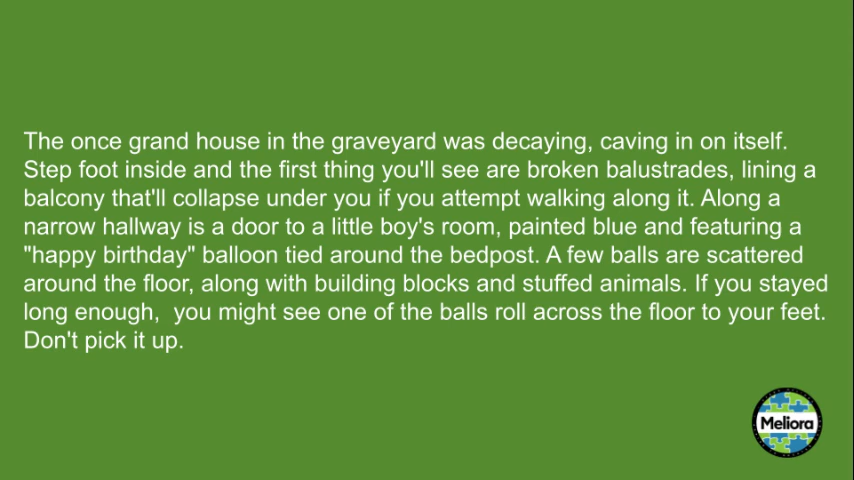 The once grand house in the graveyard was decaying, caving in on itself.
Step foot inside and the first thing you'll see are broken balustrades, lining a
balcony that'll collapse under you if you attempt walking along it. Along a
narrow hallway is a door to a little boy's room, painted blue and featuring a
"happy birthday" balloon tied around the bedpost. A few balls are scattered
around the floor, along with building blocks and stuffed animals. If you stayed
long enough,  you might see one of the balls roll across the floor to your feet.
Don't pick it up.
Meliora